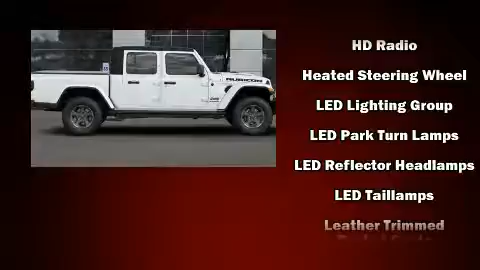 HD Radio
Heated Steering Wheel
LED Lighting Group
LED Park Turn Lamps
LED Reflector Headlamps
LED Taillamps
Leather Trimmed
RUBICON